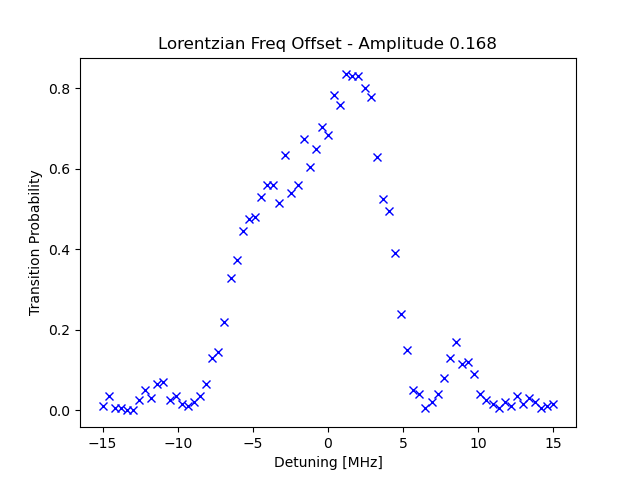 Lorentzian Freq Offset - Amplitude 0.168
Transition Probability
0.8
0.6
0.4
0.2
0.0
−15 −10 −5 0 5 10 15
Detuning [MHz]